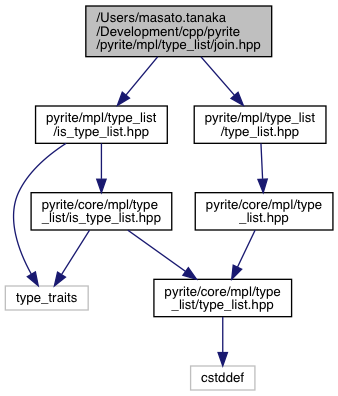 /Users/masato.tanaka
/Development/cpp/pyrite
/pyrite/mpl/type_list/join.hpp
pyrite/mpl/type_list
/is_type_list.hpp
pyrite/mpl/type_list
/type_list.hpp
pyrite/core/mpl/type
_list/is_type_list.hpp
pyrite/core/mpl/type
_list.hpp
type_traits
pyrite/core/mpl/type
_list/type_list.hpp
cstddef